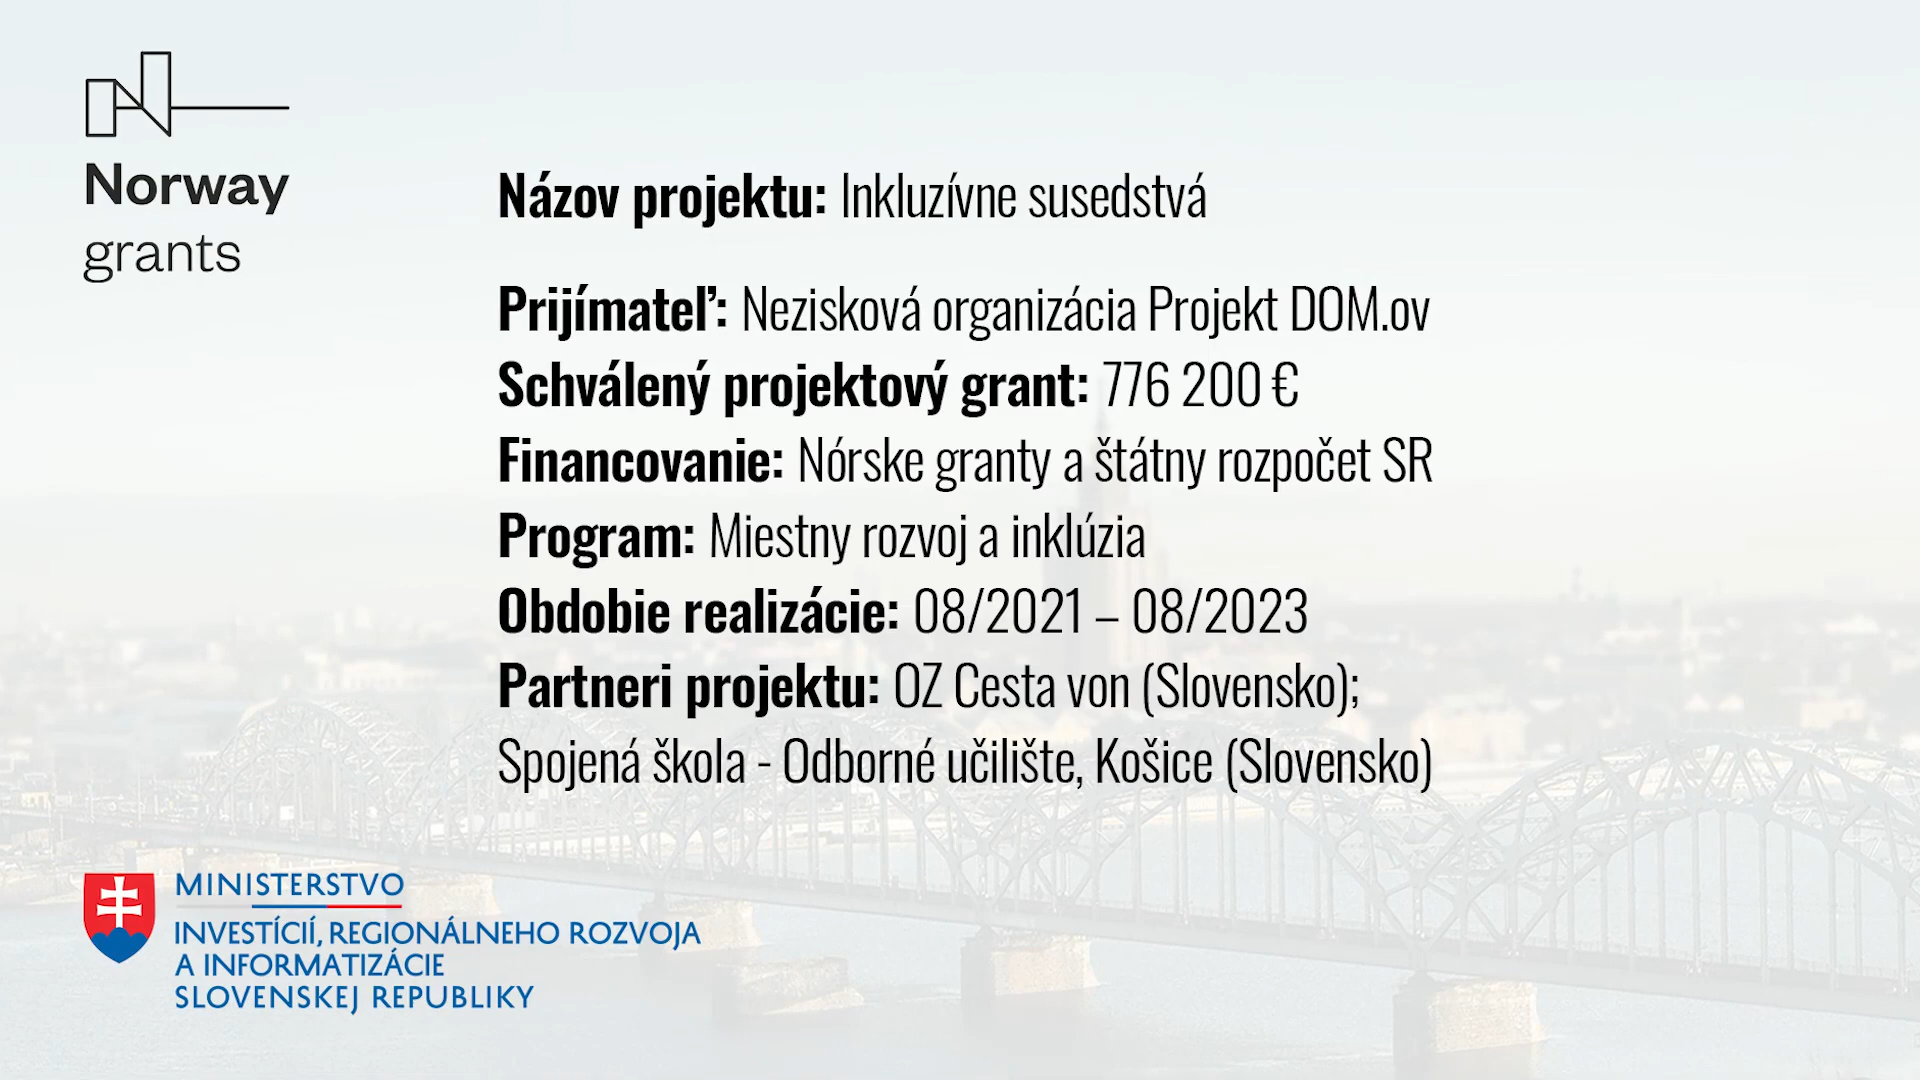 Norway
grants
Názov projektu: Inkluzívne susedstvá
Prijímateľ: Nezisková organizácia Projekt DOM.ov
Schválený projektový grant: 776 200 €
Financovanie: Nórske granty a štátny rozpočet SR
Program: Miestny rozvoj a inklúzia
Obdobie realizácie: 08/2021 – 08/2023
Partneri projektu: OZ Cesta von (Slovensko);
Spojená škola - Odborné učilište, Košice (Slovensko)
MINISTERSTVO
INVESTÍCIÍ, REGIONÁLNEHO ROZVOJA
A INFORMATIZÁCIE
SLOVENSKEJ REPUBLIKY